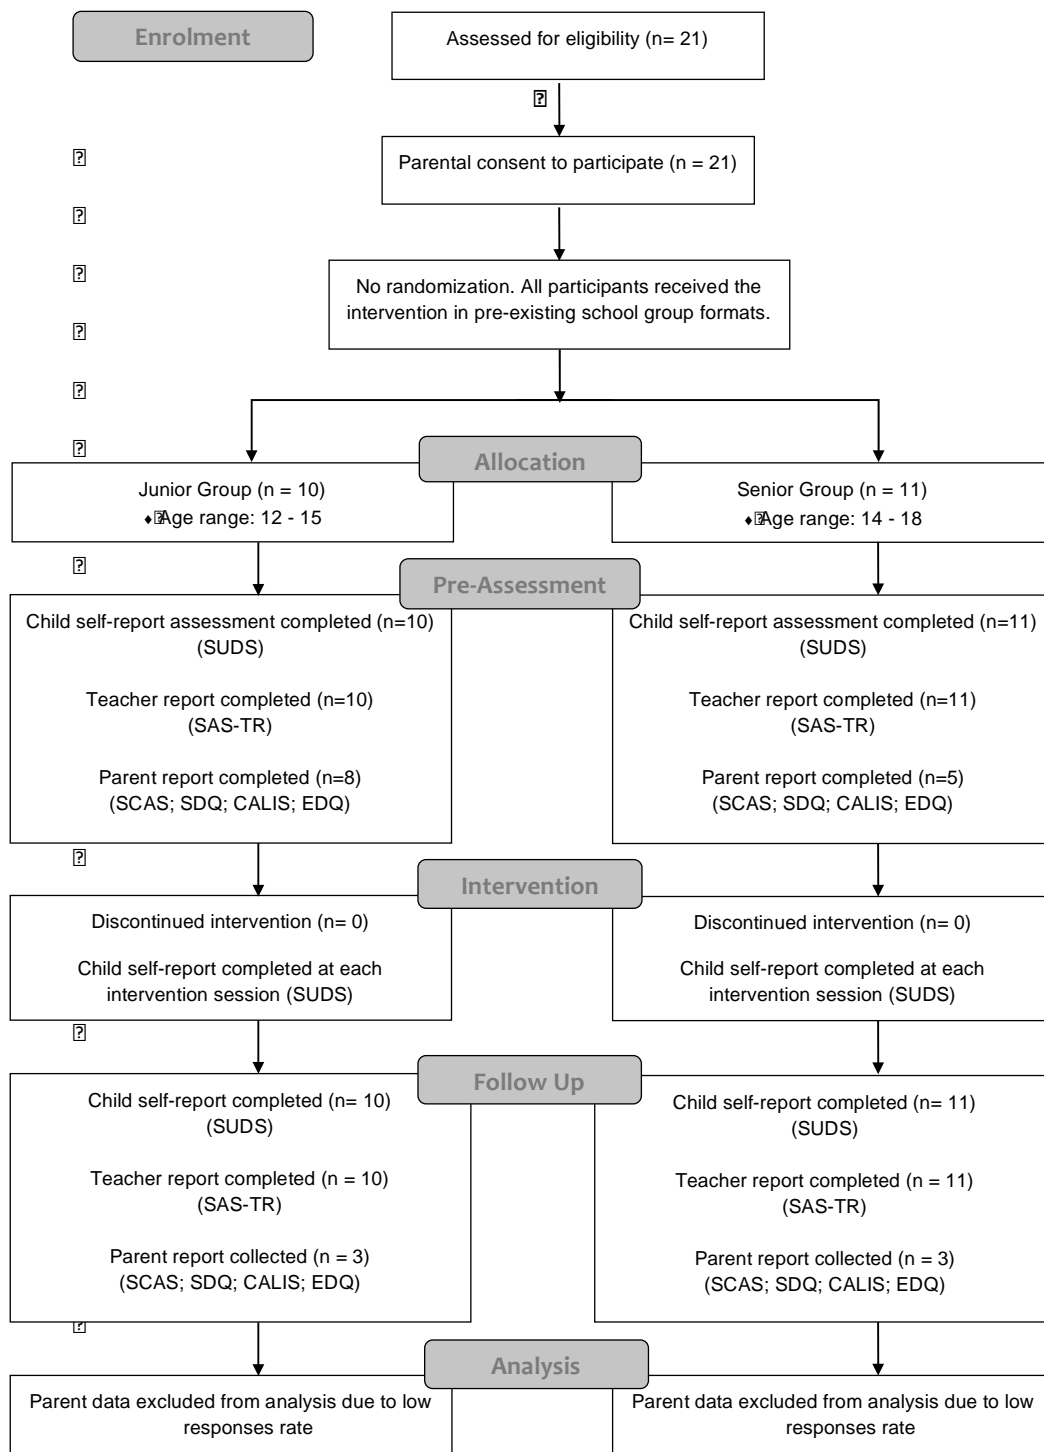 Enrolment
Assessed for eligibility (n= 21)
Parental consent to participate (n = 21)
No randomization. All participants received the
intervention in pre-existing school group formats.
Allocation
Junior Group (n = 10)
♦ Age range: 12 - 15
Senior Group (n = 11)
♦ Age range: 14 - 18
Pre-Assessment
Child self-report assessment completed (n=10)
(SUDS)
Teacher report completed (n=10)
(SAS-TR)
Parent report completed (n=8)
(SCAS; SDQ; CALIS; EDQ)
Child self-report assessment completed (n=11)
(SUDS)
Teacher report completed (n=11)
(SAS-TR)
Parent report completed (n=5)
(SCAS; SDQ; CALIS; EDQ)
Intervention
Discontinued intervention (n= 0)
Child self-report completed at each
intervention session (SUDS)
Discontinued intervention (n= 0)
Child self-report completed at each
intervention session (SUDS)
Follow Up
Child self-report completed (n= 10)
(SUDS)
Teacher report completed (n = 10)
(SAS-TR)
Parent report collected (n = 3)
(SCAS; SDQ; CALIS; EDQ)
Child self-report completed (n= 11)
(SUDS)
Teacher report completed (n = 11)
(SAS-TR)
Parent report collected (n = 3)
(SCAS; SDQ; CALIS; EDQ)
Analysis
Parent data excluded from analysis due to low
responses rate
Parent data excluded from analysis due to low
responses rate